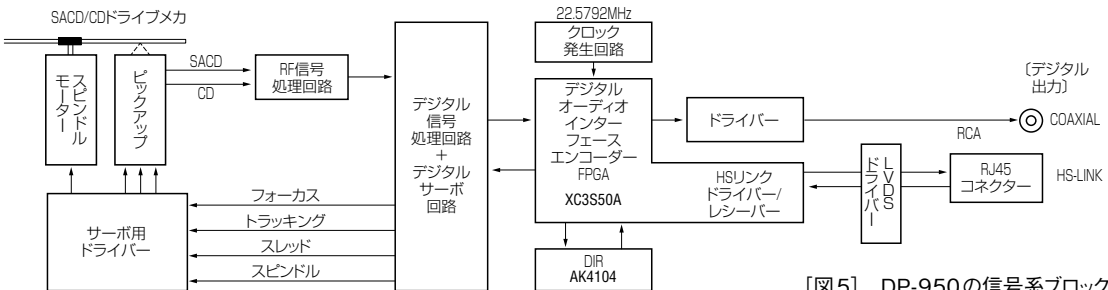 SACD/CDドライブメカ
スピンドル
モーター
ピックアップ
SACD
CD
RF信号
処理回路
デジタル
信号
処理回路
+
デジタル
サーボ
回路
22.5792MHz
クロック
発生回路
デジタル
オーディオ
インター
フェース
エンコーダー
FPGA
XC3S50A
HSリンク
ドライバー/
レシーバー
DIR
AK4104
ドライバー
RCA
〔デジタル
出力〕
COAXIAL
LVDS
ドライバー
RJ45
コネクター
HS-LINK
サーボ用
ドライバー
フォーカス
トラッキング
スレッド
スピンドル
[図5] DP-950の信号系ブロック